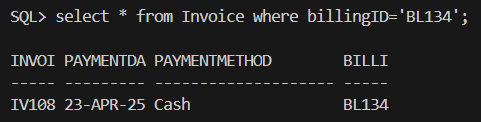 SQL> select * from Invoice where billingID='BL134';
INVOI PAYMENTDA PAYMENTMETHOD        BILLI
----- --------- -------------------- -----
IV108 23-APR-25 Cash                 BL134